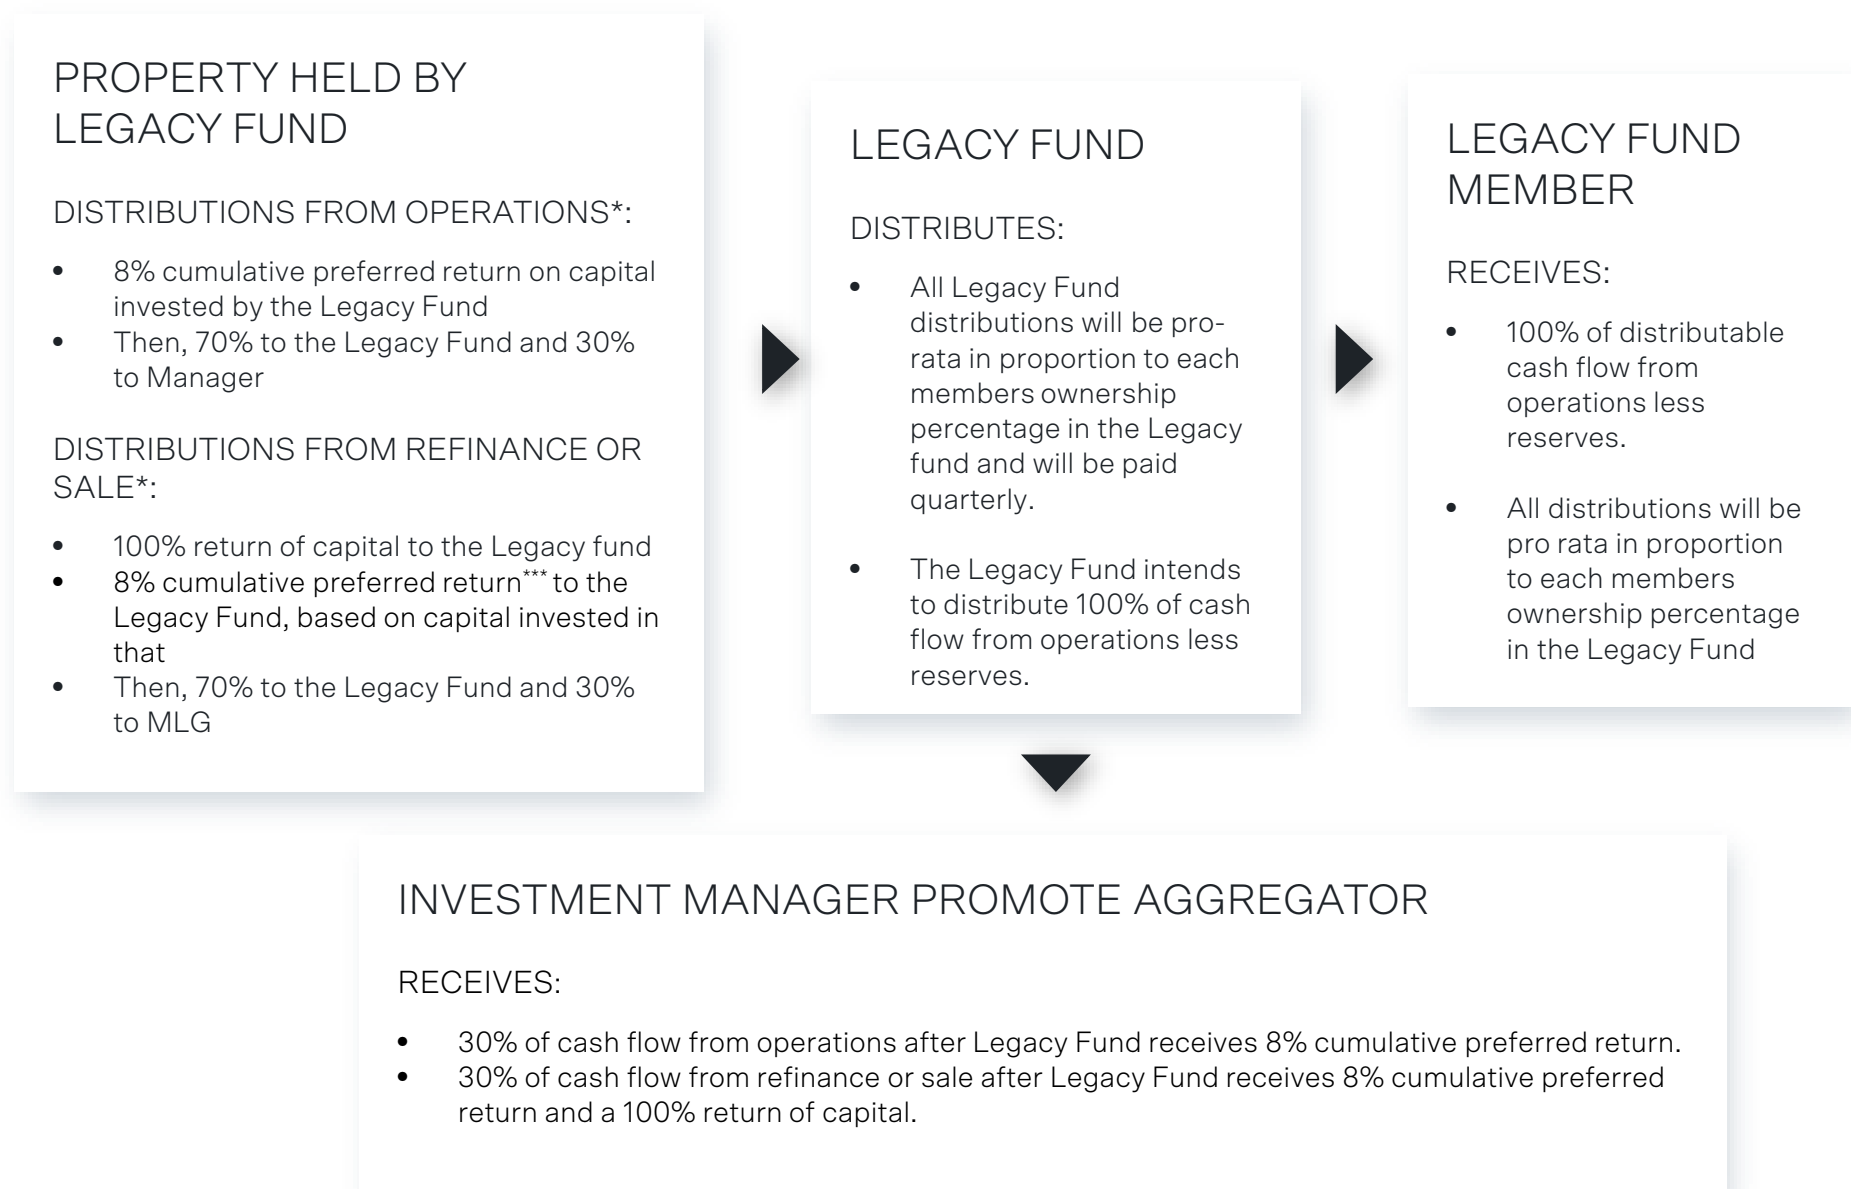 PROPERTY HELD BY
LEGACY FUND
DISTRIBUTIONS FROM OPERATIONS*:
• 8% cumulative preferred return on capital
invested by the Legacy Fund
• Then, 70% to the Legacy Fund and 30%
to Manager
DISTRIBUTIONS FROM REFINANCE OR
SALE*:
• 100% return of capital to the Legacy fund
• 8% cumulative preferred return*** to the
Legacy Fund, based on capital invested in
that
• Then, 70% to the Legacy Fund and 30%
to MLG
LEGACY FUND
DISTRIBUTES:
• All Legacy Fund
distributions will be pro-
rata in proportion to each
members ownership
percentage in the Legacy
fund and will be paid
quarterly.
• The Legacy Fund intends
to distribute 100% of cash
flow from operations less
reserves.
LEGACY FUND
MEMBER
RECEIVES:
• 100% of distributable
cash flow from
operations less
reserves.
• All distributions will be
pro rata in proportion
to each members
ownership percentage
in the Legacy Fund
INVESTMENT MANAGER PROMOTE AGGREGATOR
RECEIVES:
• 30% of cash flow from operations after Legacy Fund receives 8% cumulative preferred return.
• 30% of cash flow from refinance or sale after Legacy Fund receives 8% cumulative preferred
return and a 100% return of capital.